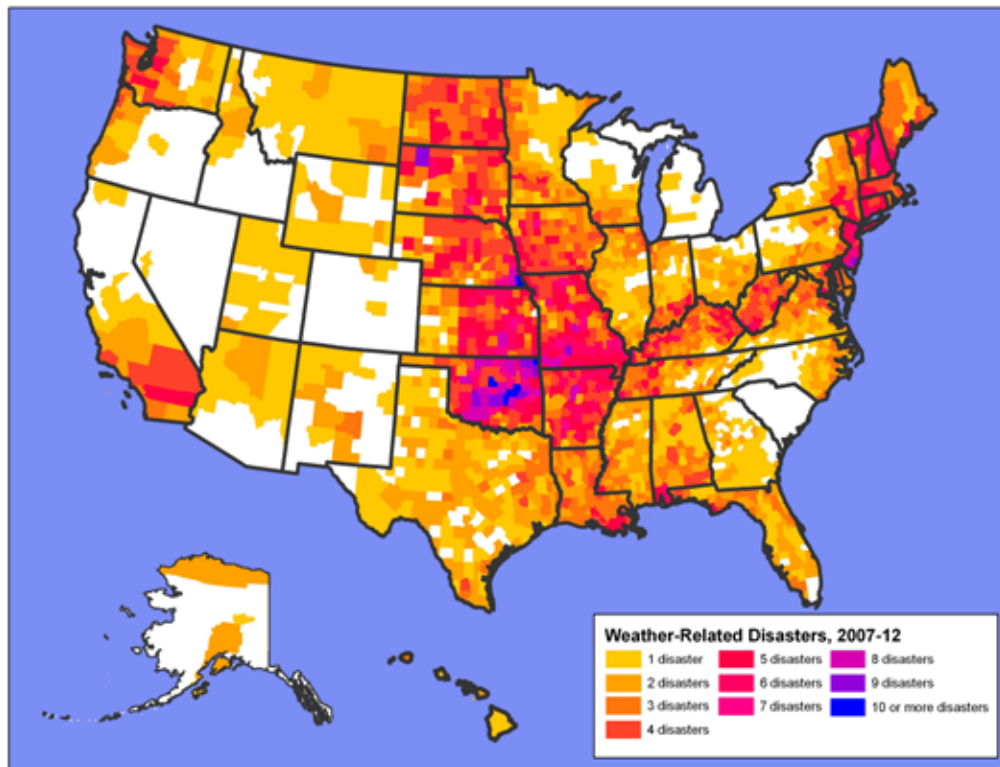 Weather-Related Disasters, 2007-12
1 disaster
2 disasters
3 disasters
4 disasters
5 disasters
6 disasters
7 disasters
8 disasters
9 disasters
10 or more disasters